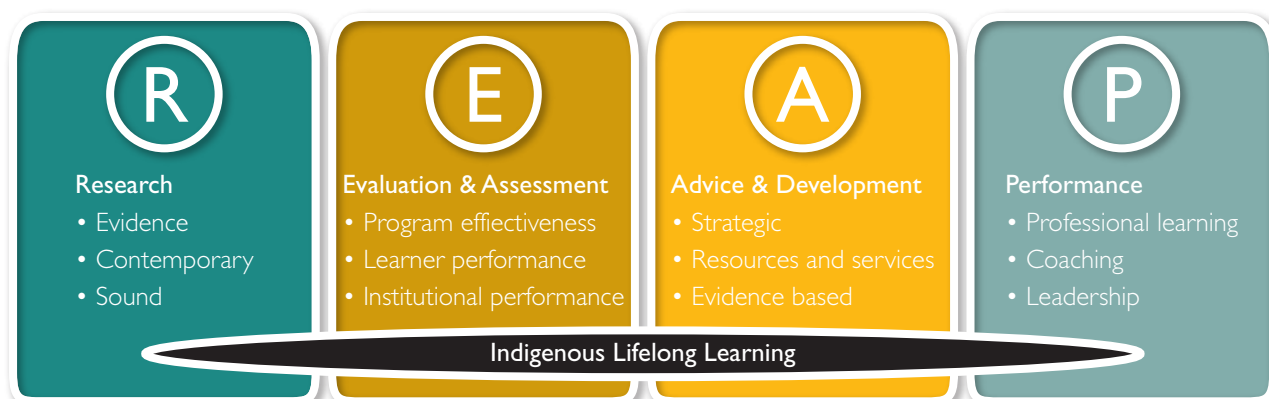 R
Research
• Evidence
• Contemporary
• Sound
E
Evaluation & Assessment
• Program effiectiveness
• Learner performance
• Institutional performance
A
Advice & Development
• Strategic
• Resources and services
• Evidence based
P
Performance
• Professional learning
• Coaching
• Leadership
Indigenous Lifelong Learning